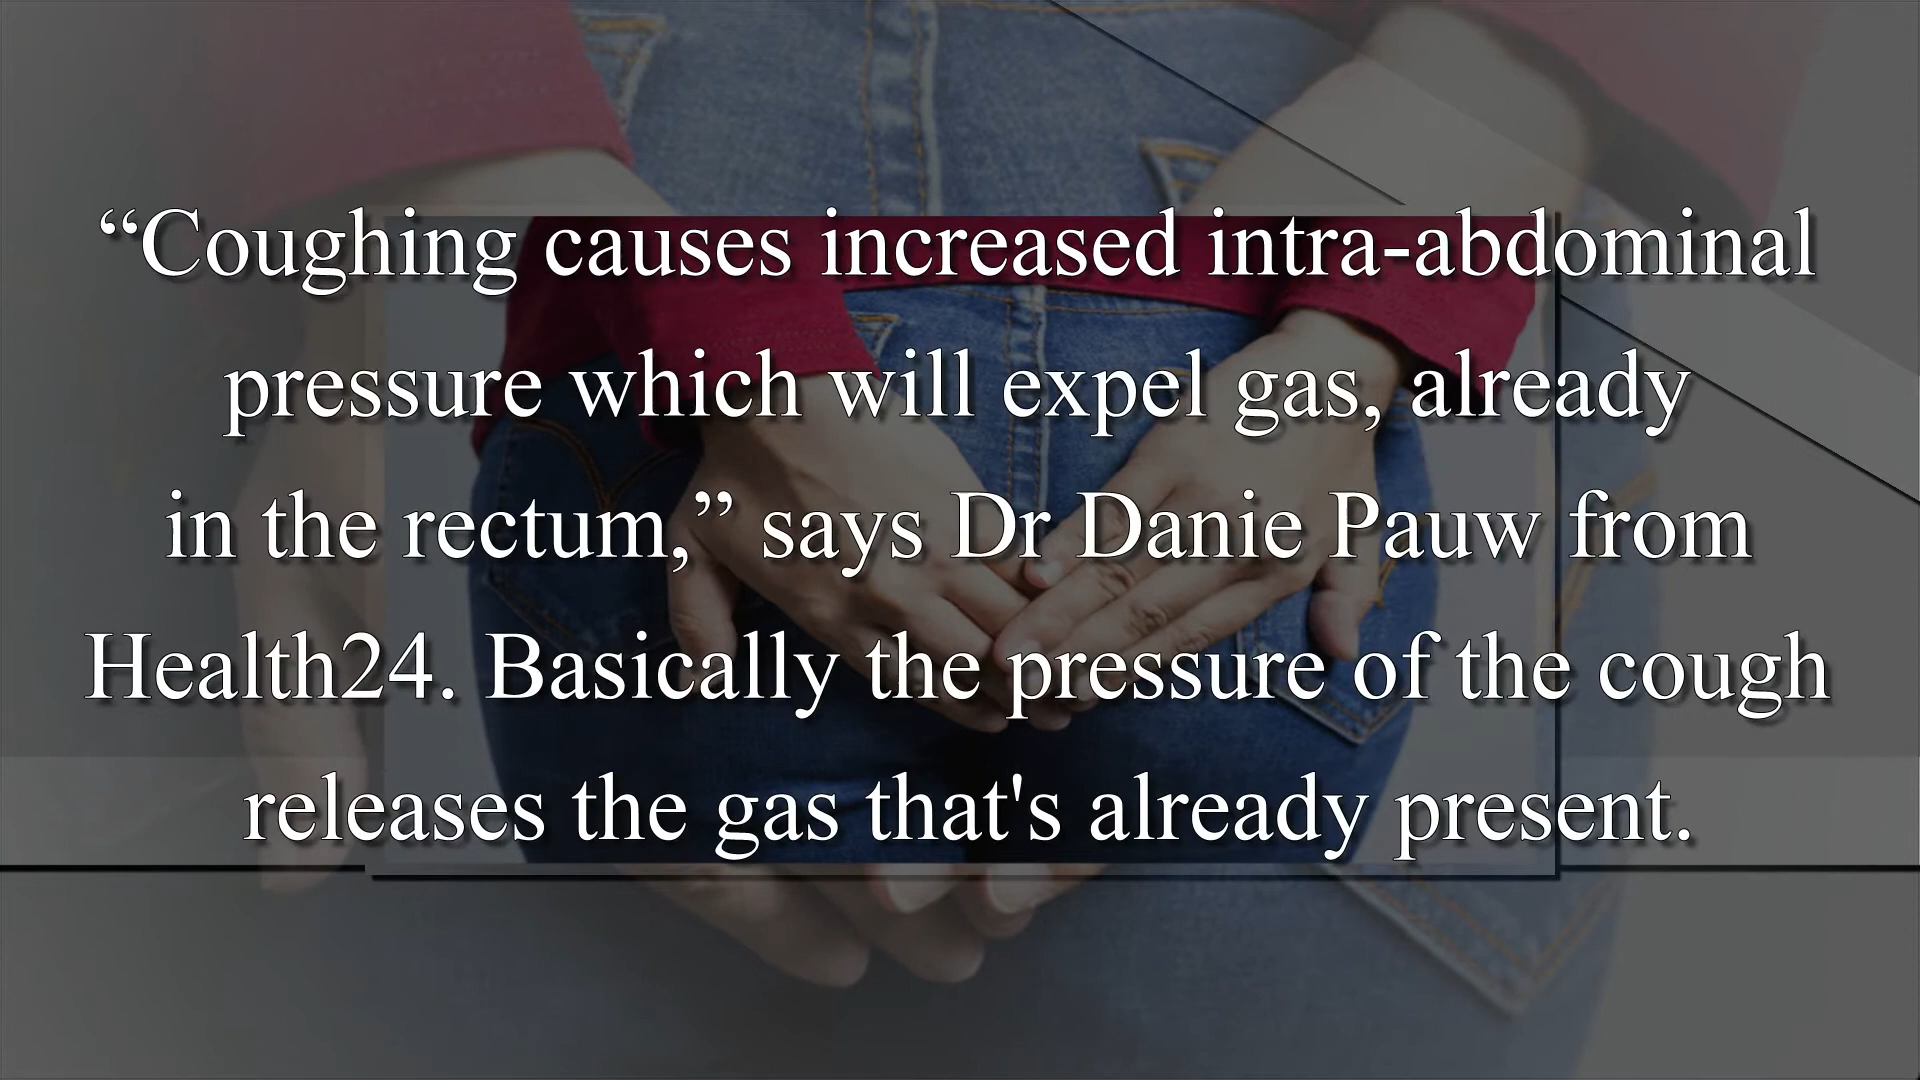 “Coughing causes increased intra-abdominal
pressure which will expel gas, already
in the rectum,” says Dr Danie Pauw from
Health24. Basically the pressure of the cough
releases the gas that's already present.